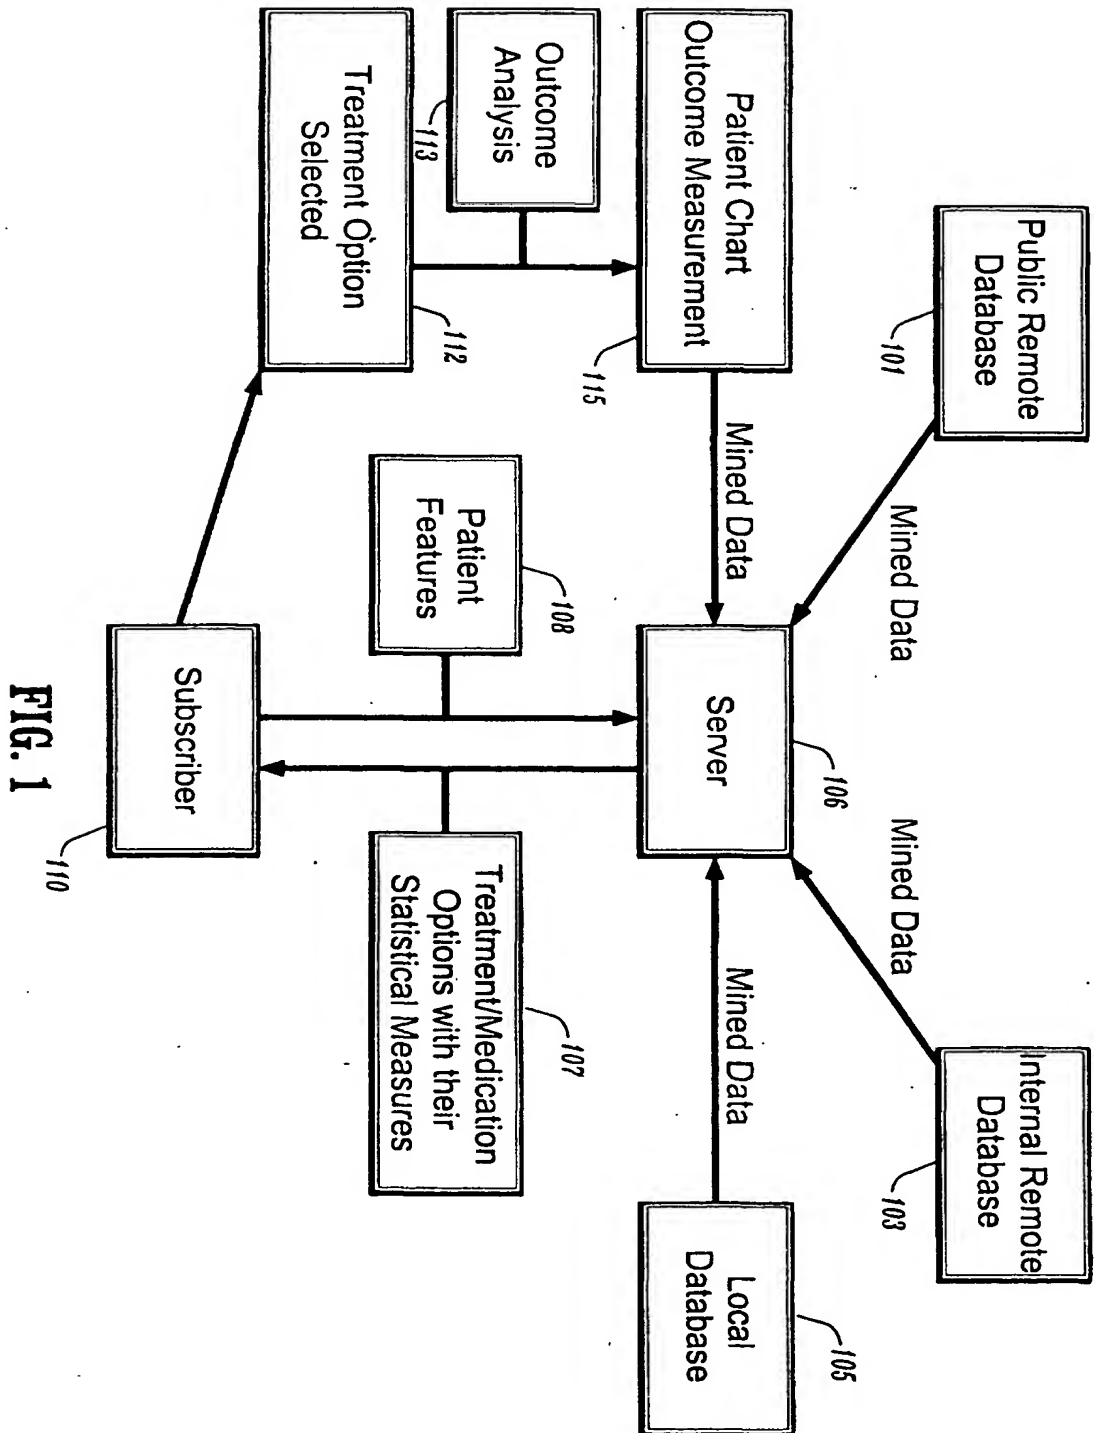 Public Remote
Database
101
Internal Remote
Database
103
Mined Data
Mined Data
Patient Chart
Outcome Measurement
115
Mined Data
Server
106
Mined Data
Local
Database
105
Outcome
Analysis
113
Treatment Option
Selected
112
Patient
Features
108
Treatment/Medication
Options with their
Statistical Measures
107
Subscriber
110
FIG. 1